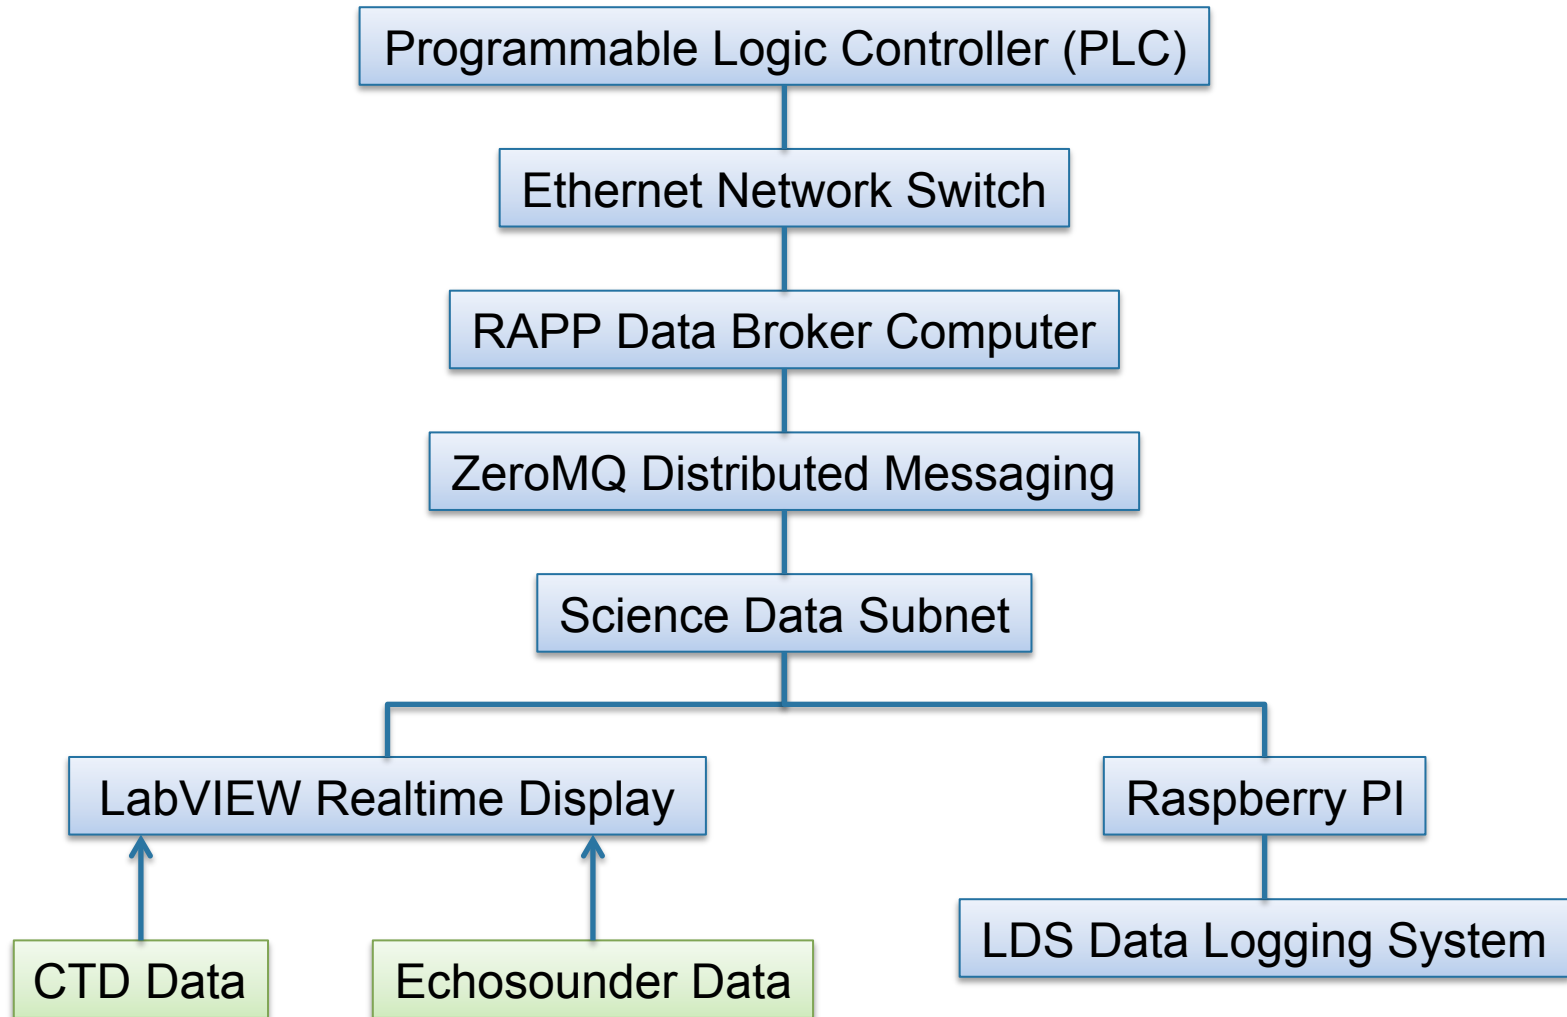 Programmable Logic Controller (PLC)
Ethernet Network Switch
RAPP Data Broker Computer
ZeroMQ Distributed Messaging
Science Data Subnet
LabVIEW Realtime Display
Raspberry PI
LDS Data Logging System
CTD Data
Echosounder Data